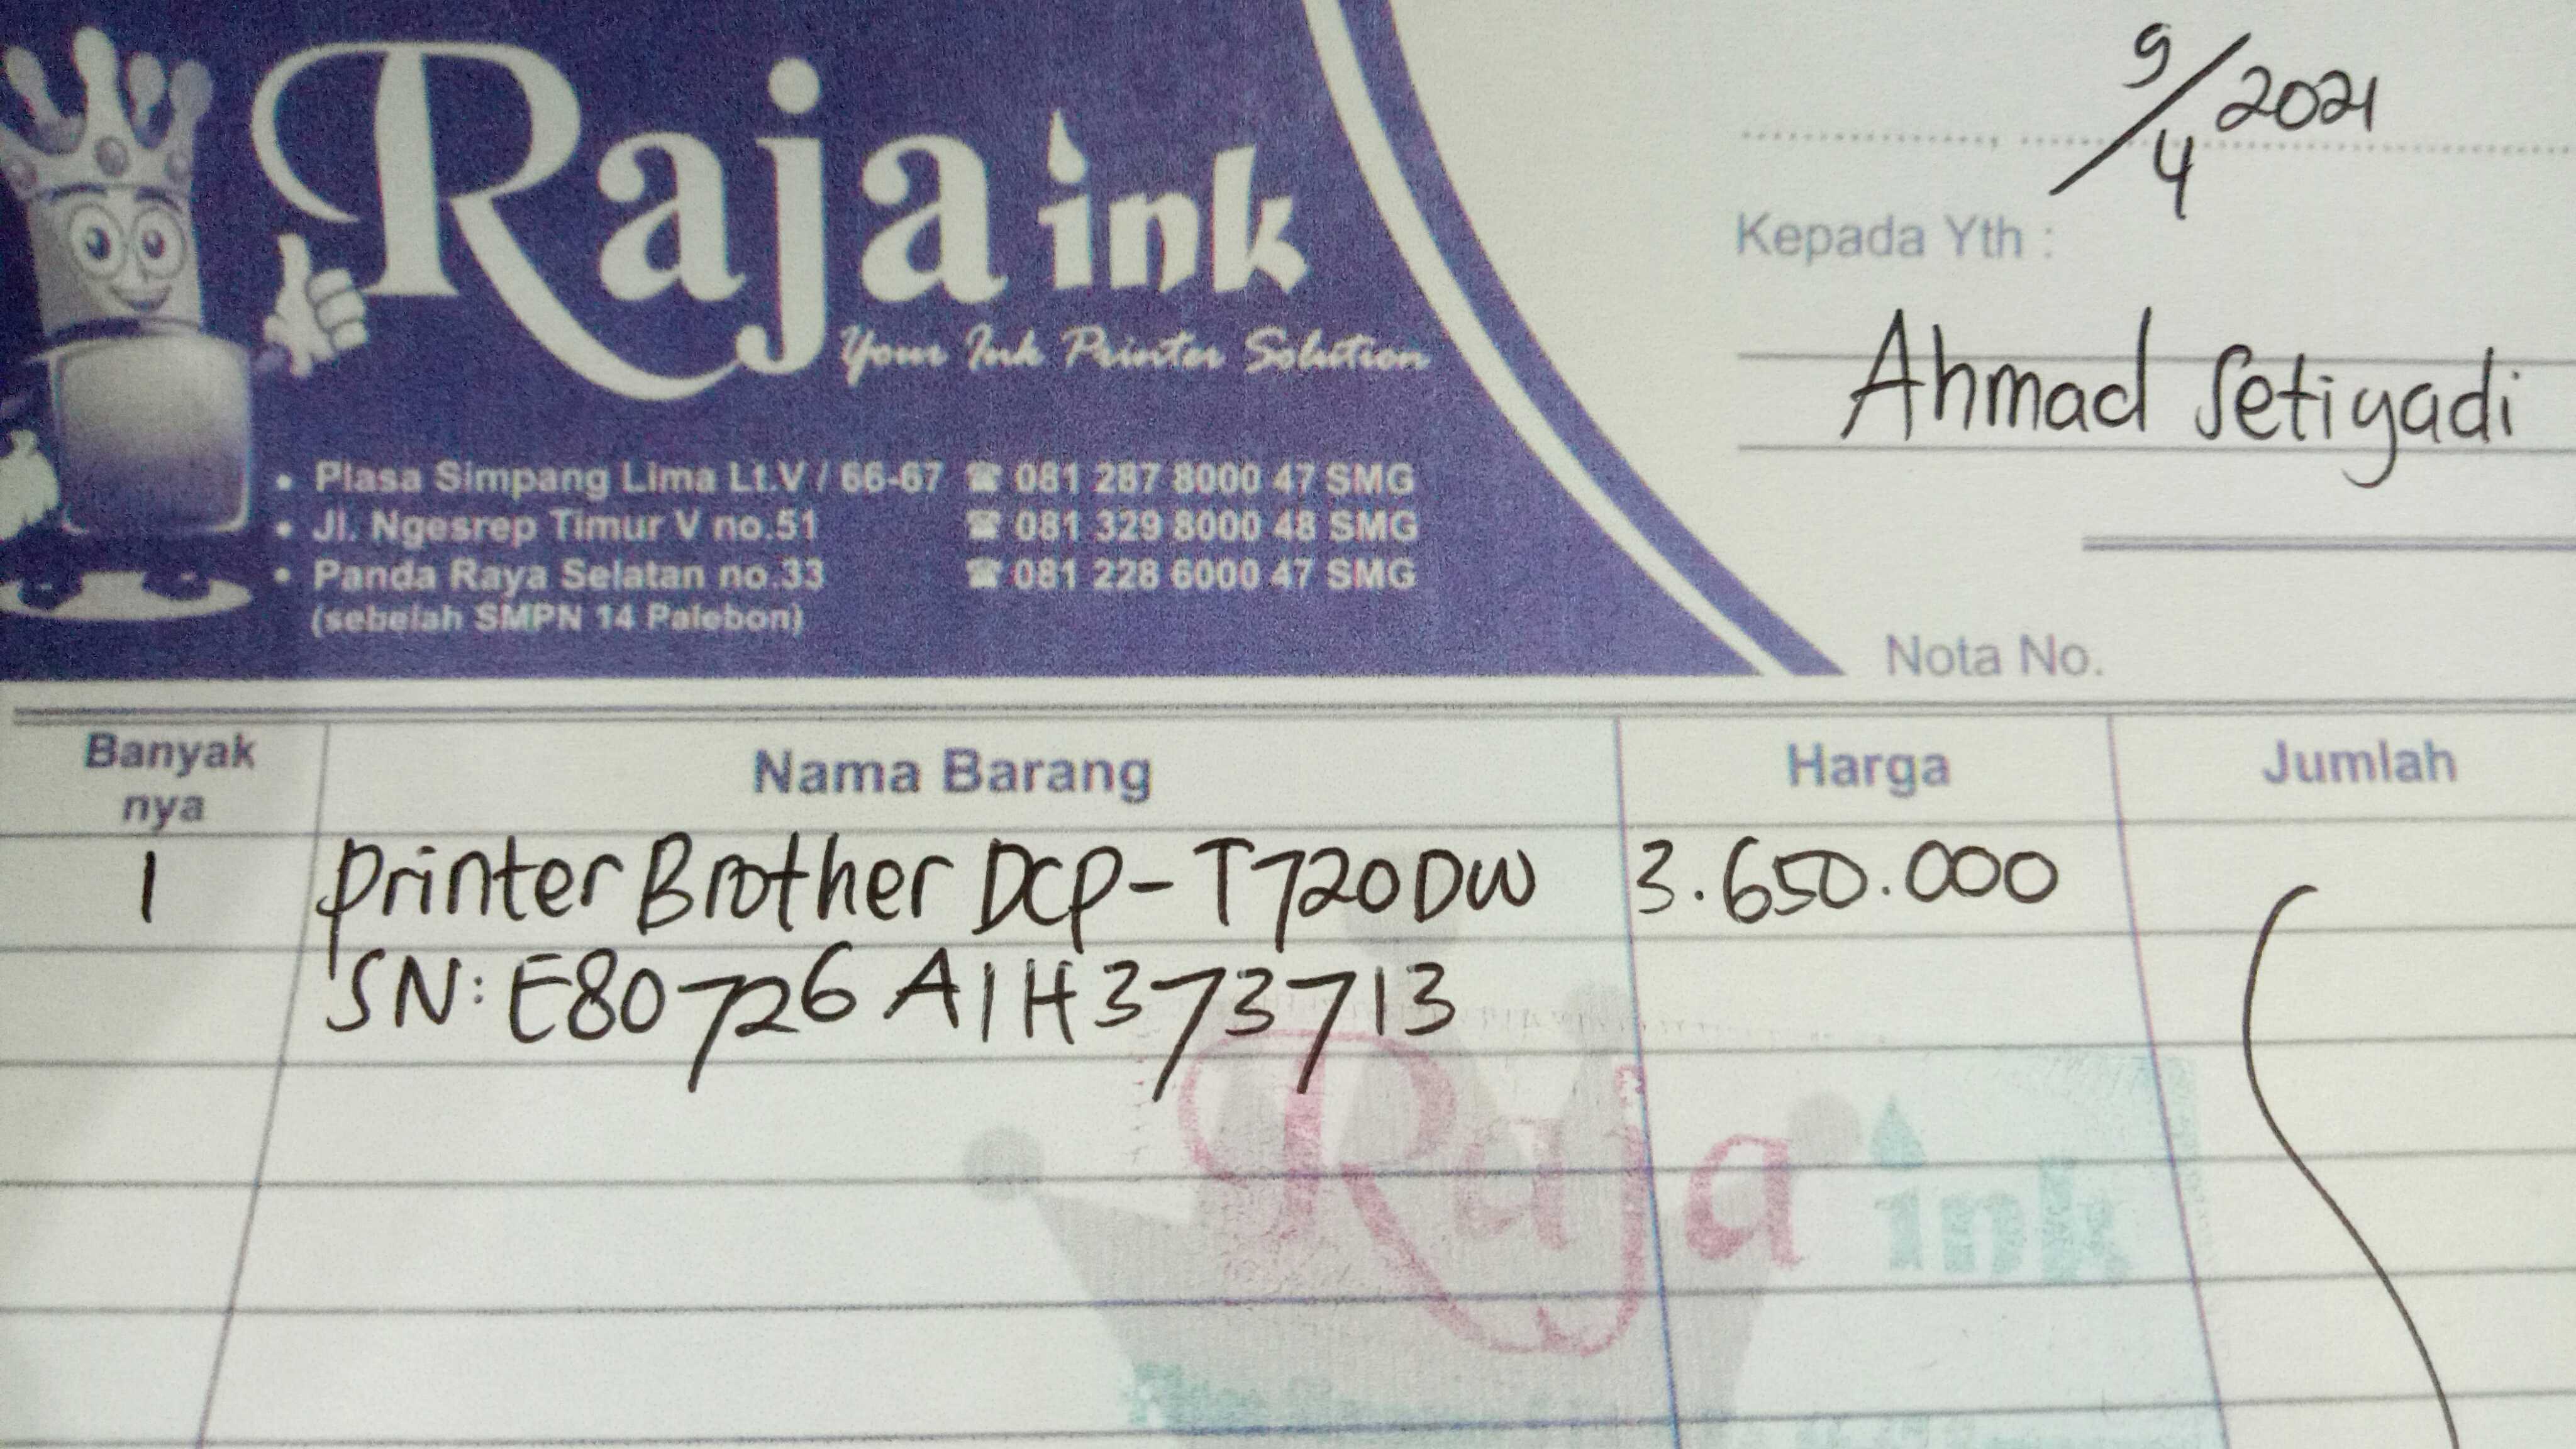 Raja ink
Your Ink Printer Solution
• Plasa Simpang Lima Lt.V / 66-67 ☎ 081 287 8000 47 SMG
• Jl. Ngesrep Timur V no.51 ☎ 081 329 8000 48 SMG
• Panda Raya Selatan no.33 ☎ 081 228 6000 47 SMG
(sebelah SMPN 14 Palebon)
9/4 2021
Kepada Yth :
Ahmad Setiyadi
Nota No.
Banyak nya Nama Barang Harga Jumlah
1 Printer Brother DCP-T720DW 3.650.000
SN: E80726A1H373713
Raja ink